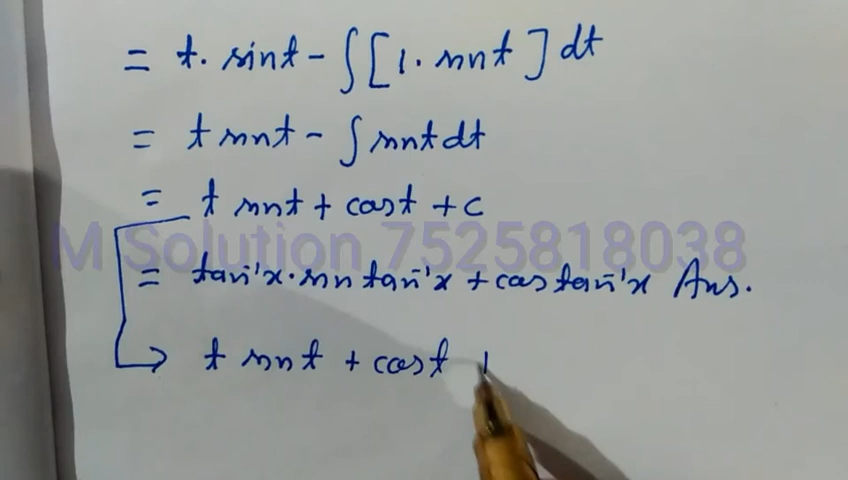 = t. sint - ∫[1. sint] dt
= t sint - ∫ sint dt
= t sint + cost + c
M Solution 7525818038
= tan⁻¹x . sin tan⁻¹x + cos tan⁻¹x Ans.
t sint + cost